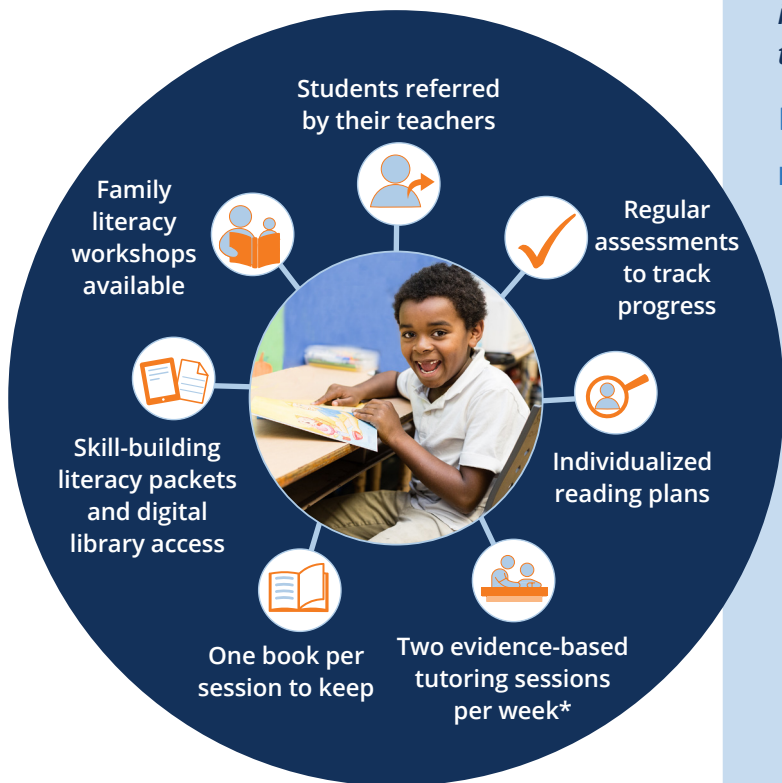 Students referred
by their teachers
Regular
assessments
to track
progress
Individualized
reading plans
Two evidence-based
tutoring sessions
per week*
One book per
session to keep
Skill-building
literacy packets
and digital
library access
Family
literacy
workshops
available